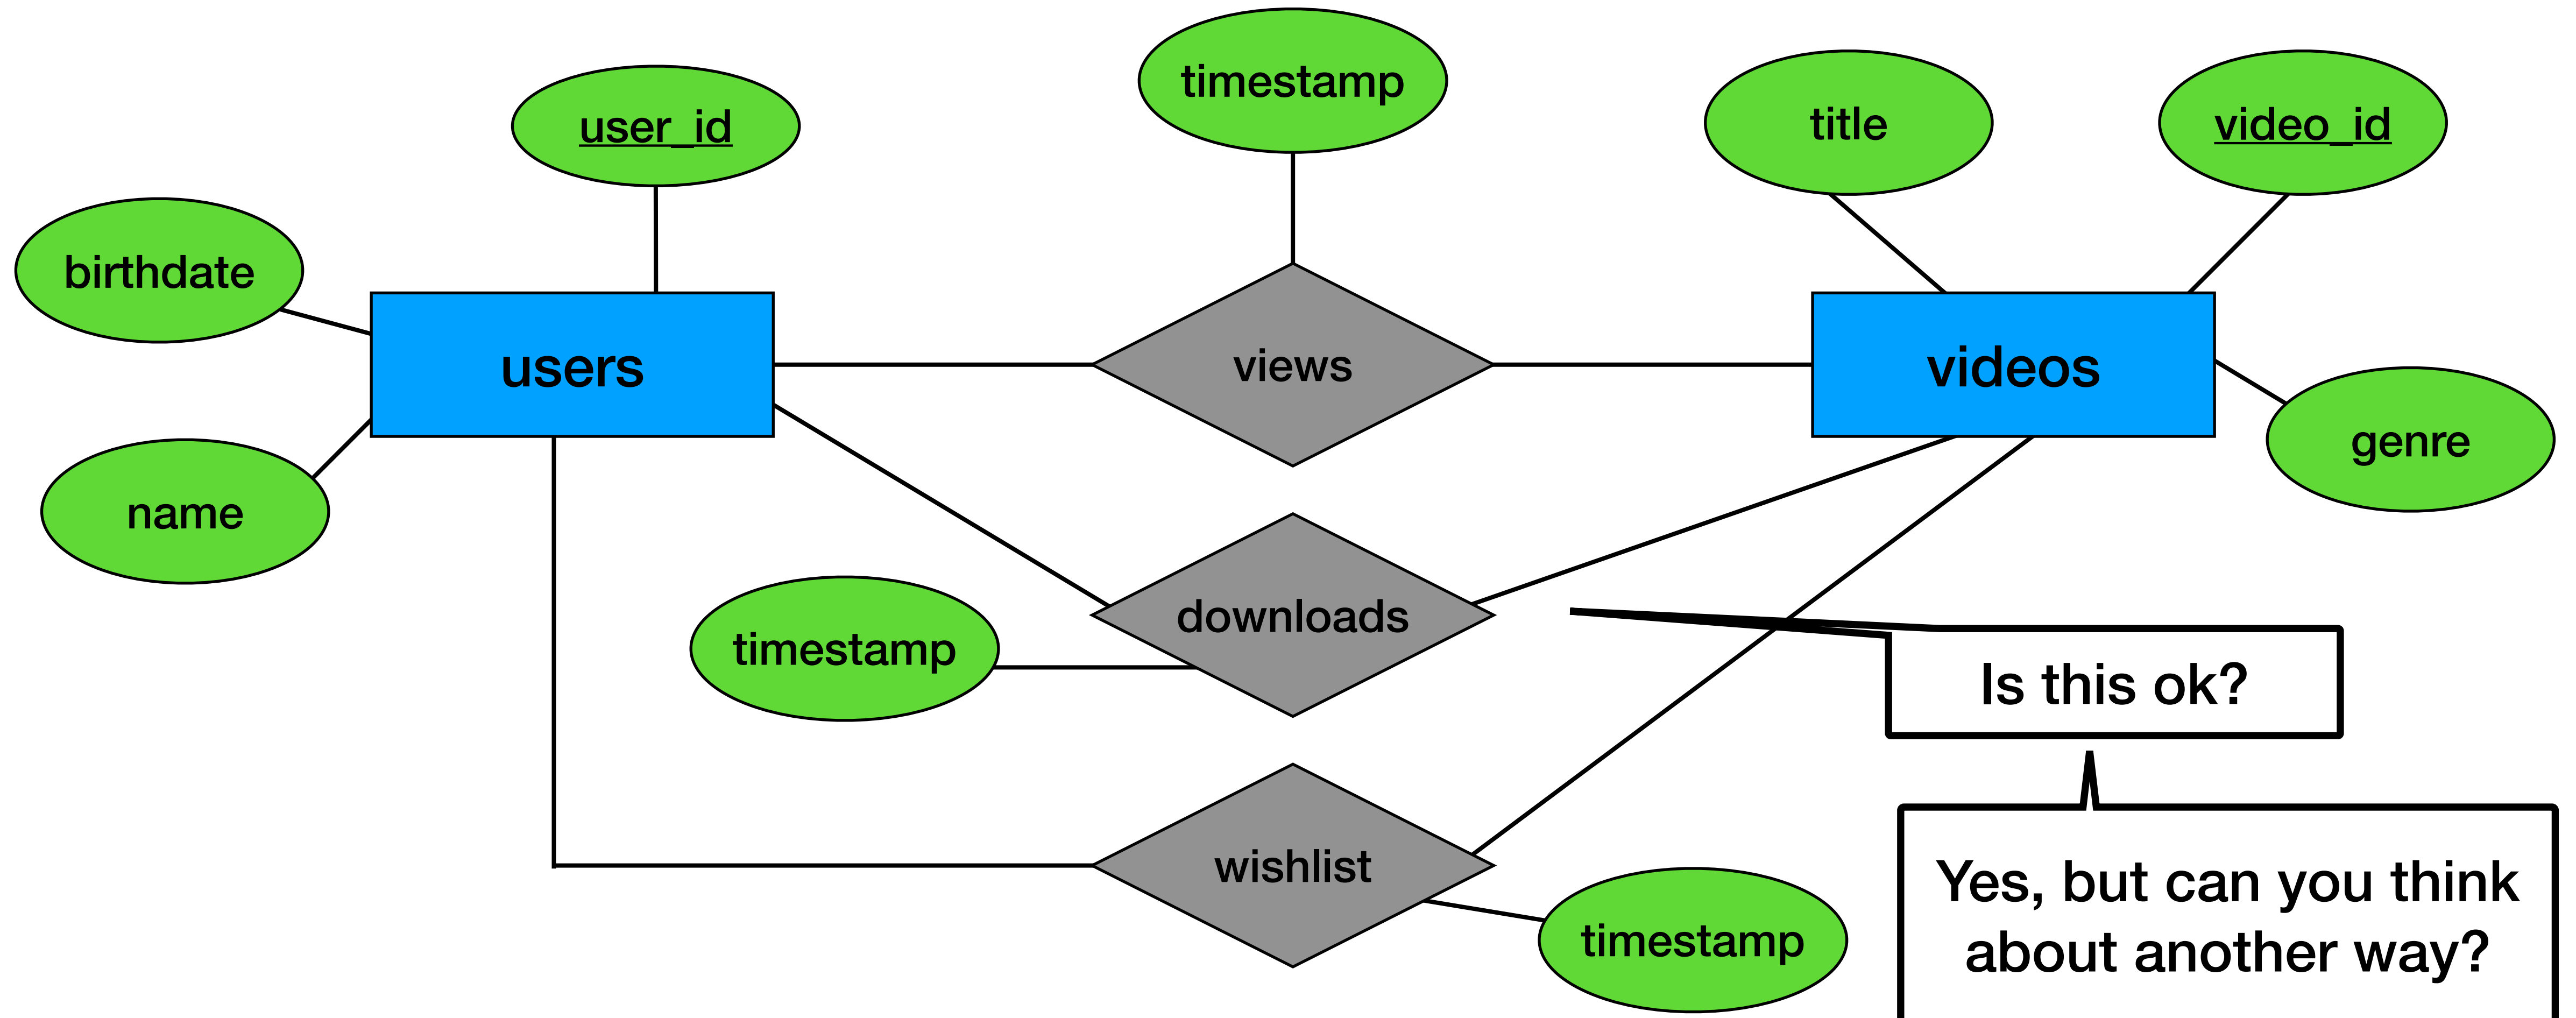 timestamp
title
video_id
user_id
birthdate
users
views
videos
genre
name
downloads
timestamp
Is this ok?
wishlist
Yes, but can you think
about another way?
timestamp